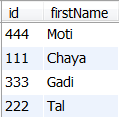 id firstName
444 Moti
111 Chaya
333 Gadi
222 Tal